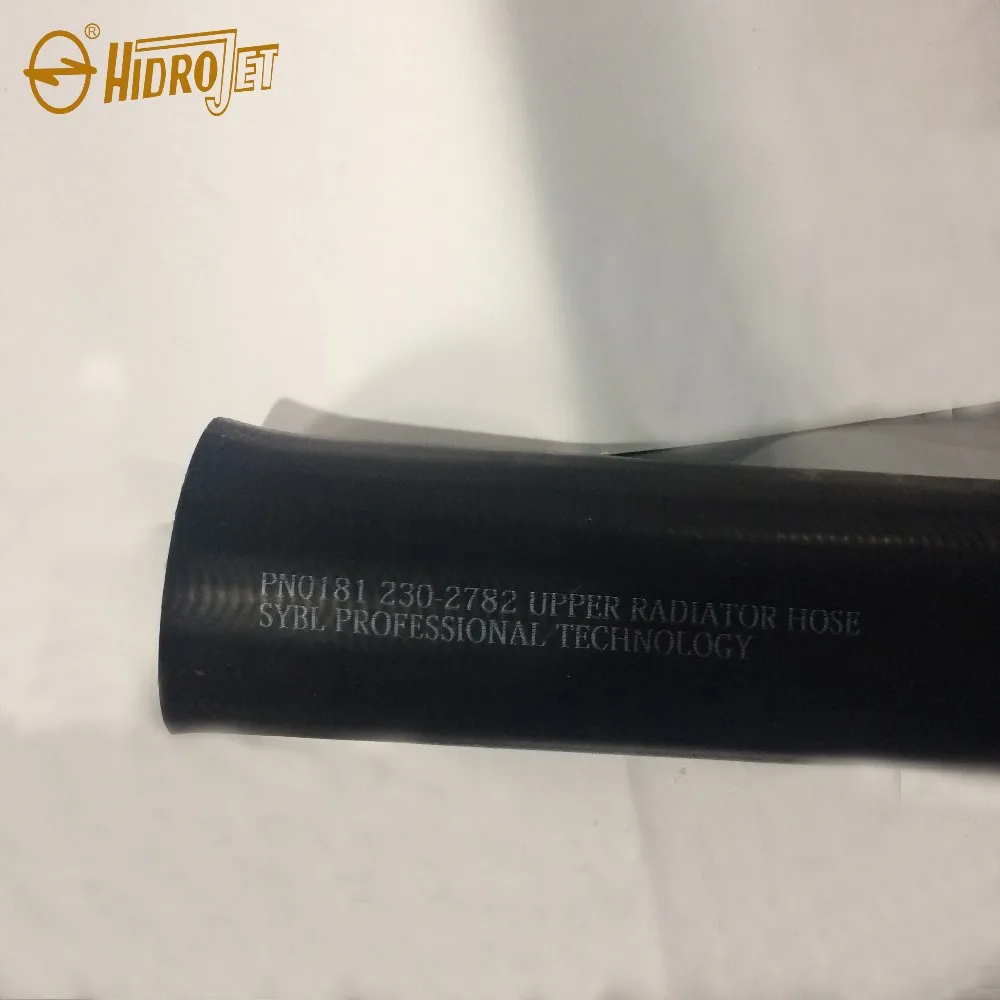 HIDROJET®
PN0181 230-2782 UPPER RADIATOR HOSE
SYBL PROFESSIONAL TECHNOLOGY